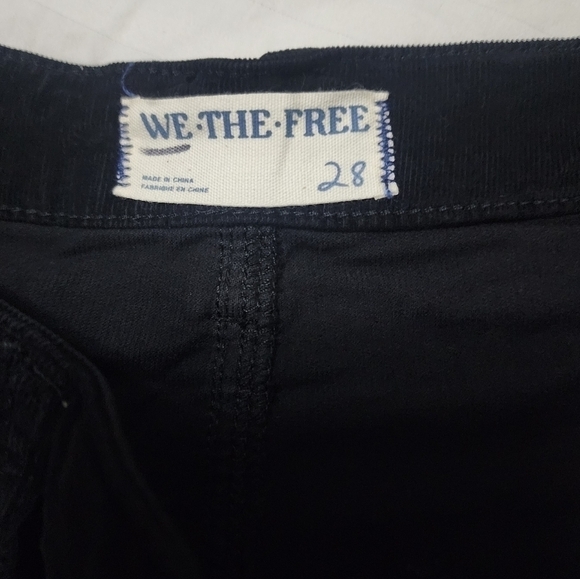 WE·THE·FREE
MADE IN CHINA
FABRIQUÉ EN CHINE
28